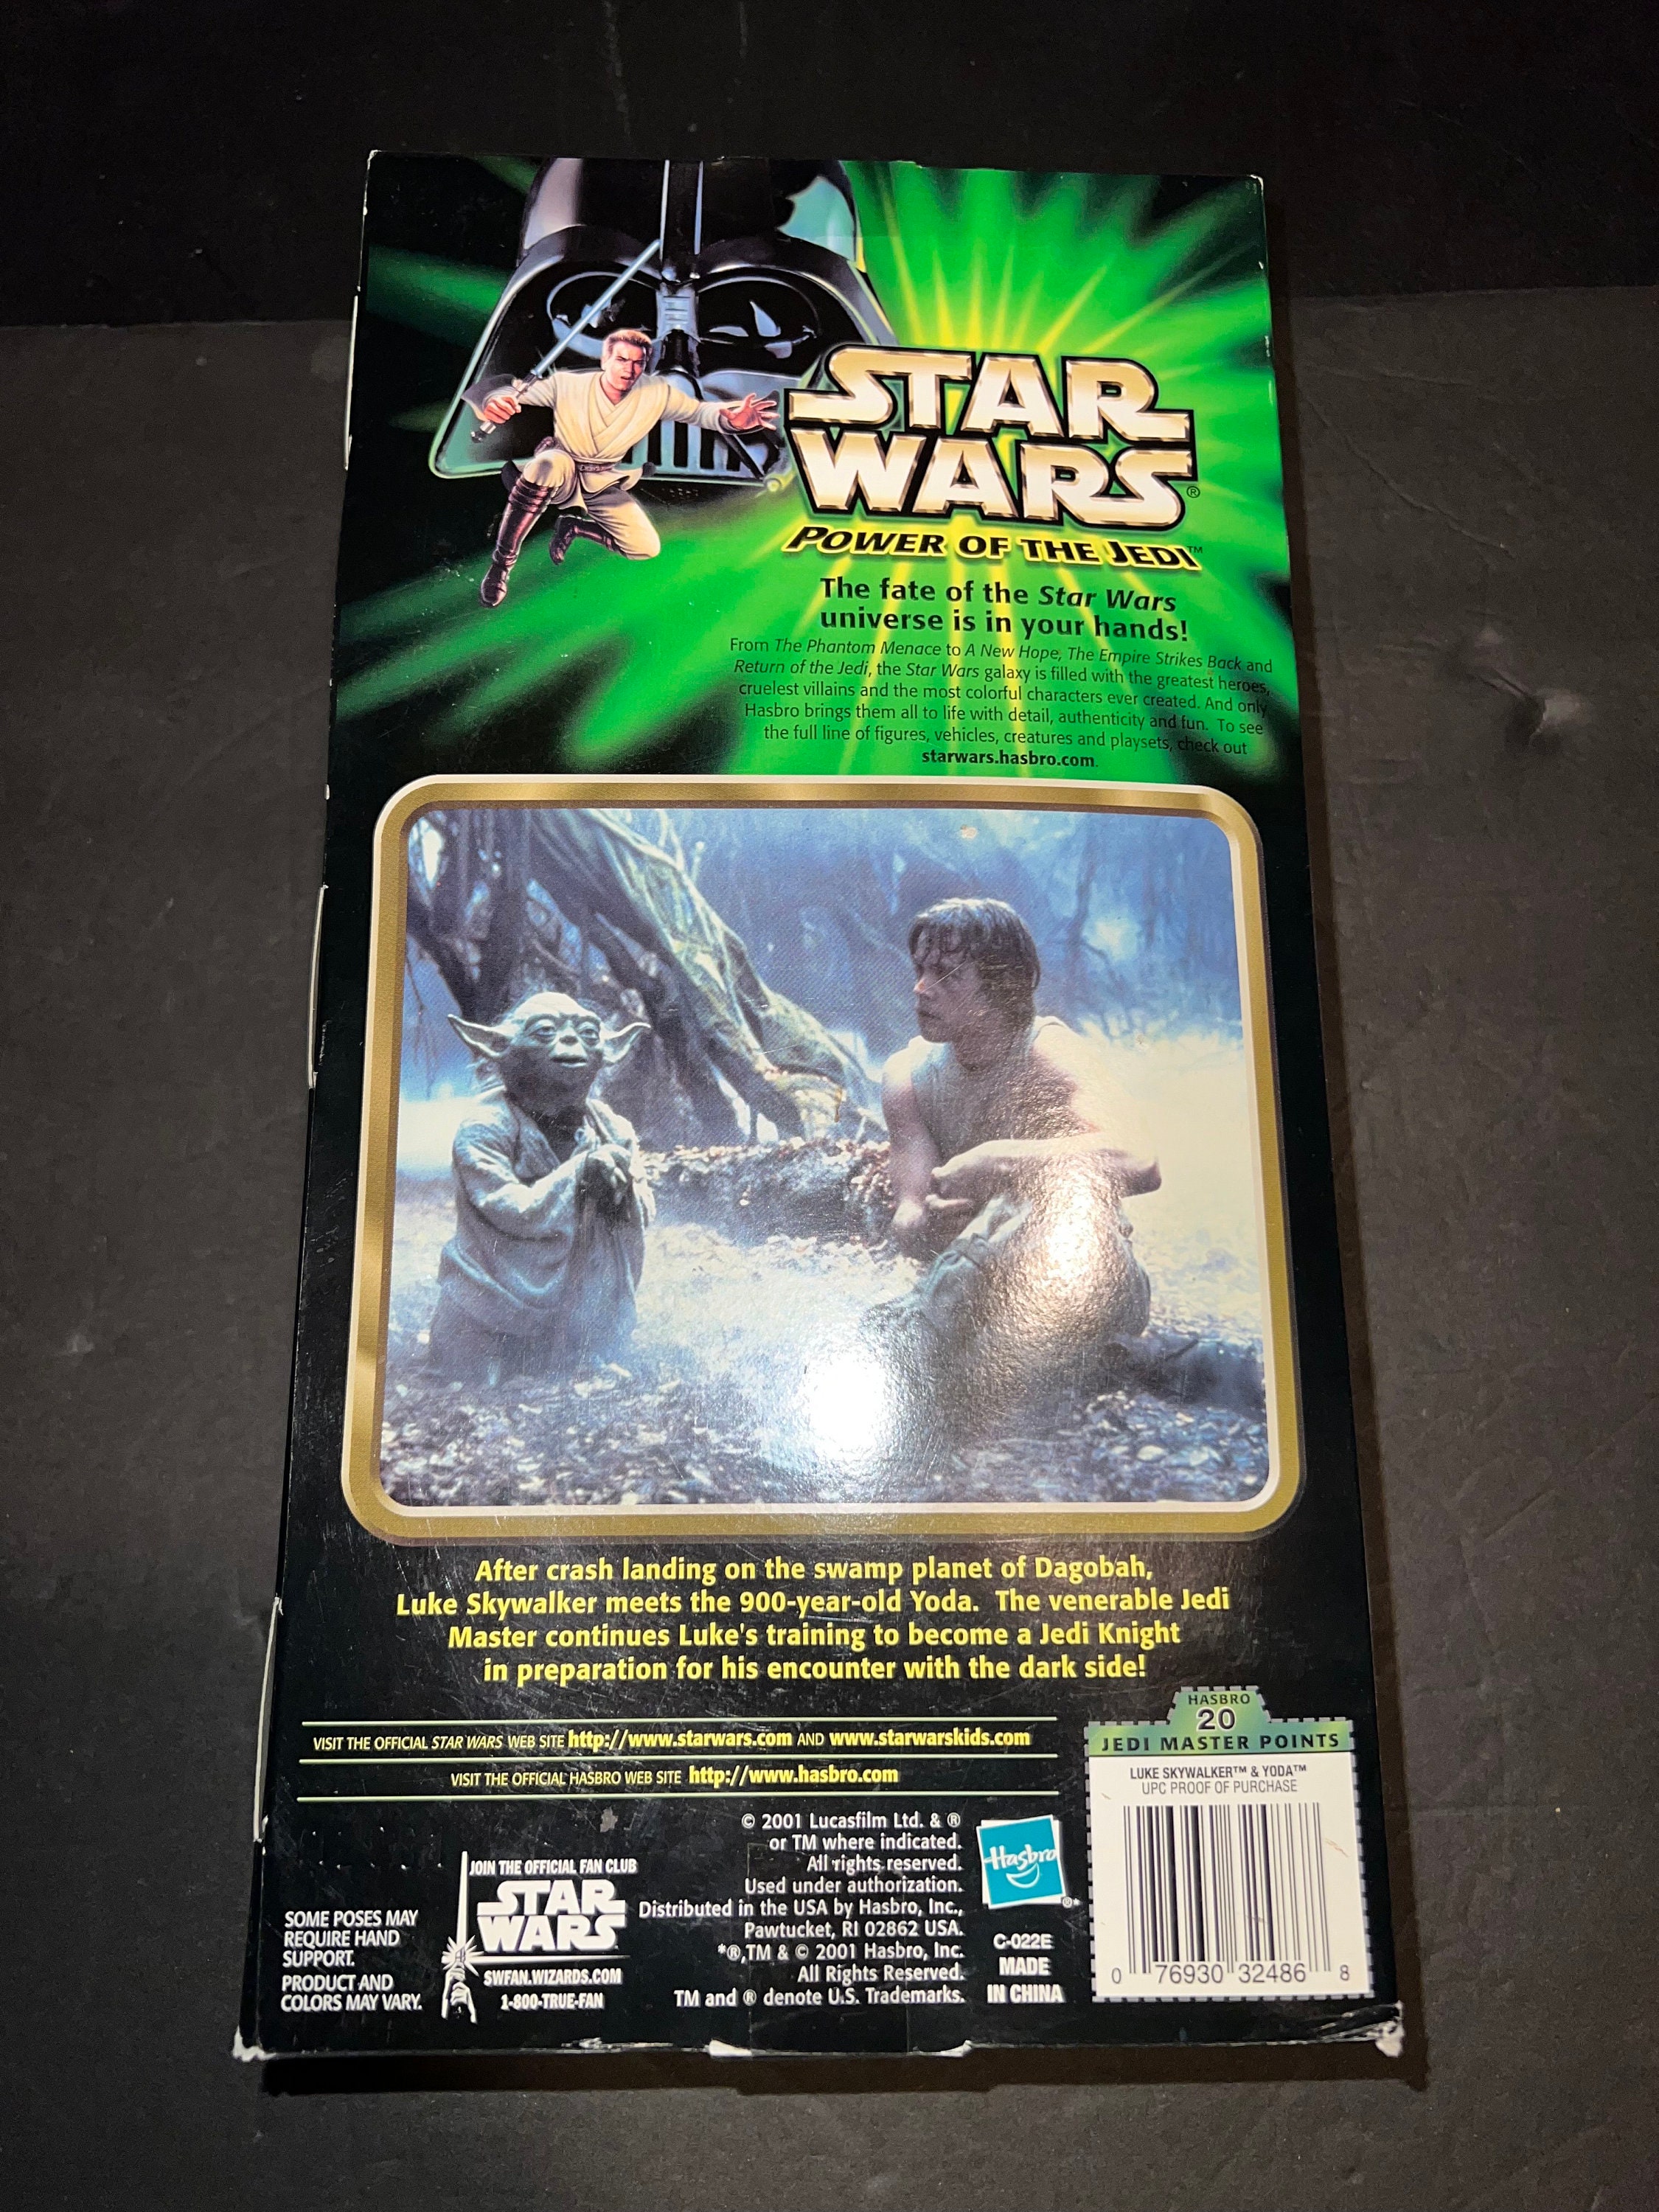 STAR
WARS®
POWER OF THE JEDI™
The fate of the Star Wars
universe is in your hands!
From The Phantom Menace to A New Hope, The Empire Strikes Back and
Return of the Jedi, the Star Wars galaxy is filled with the greatest heroes,
cruelest villains and the most colorful characters ever created. And only
Hasbro brings them all to life with detail, authenticity and fun. To see
the full line of figures, vehicles, creatures and playsets, check out
starwars.hasbro.com.
After crash landing on the swamp planet of Dagobah,
Luke Skywalker meets the 900-year-old Yoda. The venerable Jedi
Master continues Luke's training to become a Jedi Knight
in preparation for his encounter with the dark side!
VISIT THE OFFICIAL STAR WARS WEB SITE http://www.starwars.com AND www.starwarskids.com
VISIT THE OFFICIAL HASBRO WEB SITE http://www.hasbro.com
SOME POSES MAY
REQUIRE HAND
SUPPORT.
PRODUCT AND
COLORS MAY VARY.
JOIN THE OFFICIAL FAN CLUB
STAR
WARS
SWFAN.WIZARDS.COM
1-800-TRUE-FAN
© 2001 Lucasfilm Ltd. & ®
or TM where indicated.
All rights reserved.
Used under authorization.
Distributed in the USA by Hasbro, Inc.,
Pawtucket, RI 02862 USA.
*®,TM & © 2001 Hasbro, Inc.
All Rights Reserved.
TM and ® denote U.S. Trademarks.
Hasbro
®*
C-022E
MADE
IN CHINA
HASBRO
20
JEDI MASTER POINTS
LUKE SKYWALKER™ & YODA™
UPC PROOF OF PURCHASE
0 76930 32486 8